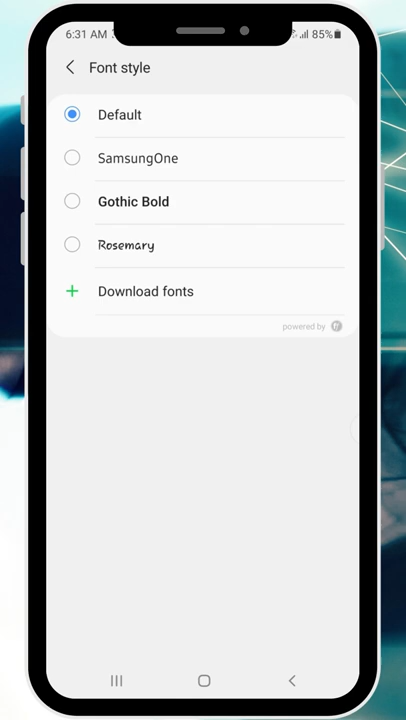 6:31 AM
85%
Font style
Default
SamsungOne
Gothic Bold
Rosemary
Download fonts
powered by